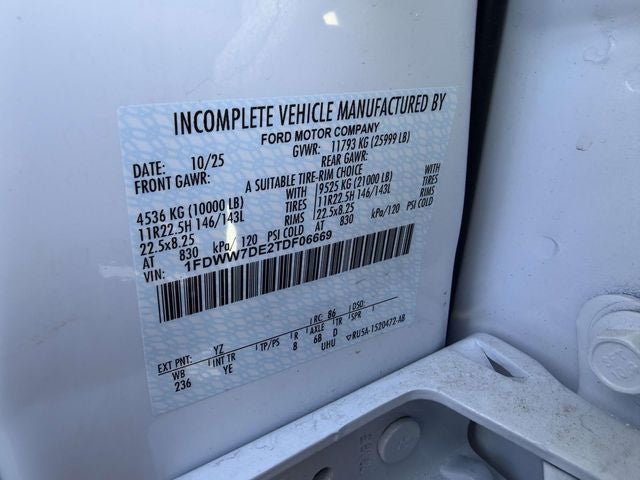 INCOMPLETE VEHICLE MANUFACTURED BY
FORD MOTOR COMPANY
DATE: 10/25 GVWR: 11793 KG (25999 LB)
FRONT GAWR: REAR GAWR:
A SUITABLE TIRE-RIM CHOICE
4536 KG (10000 LB) WITH 9525 KG (21000 LB) WITH
11R22.5H 146/143L TIRES 11R22.5H 146/143L TIRES
22.5x8.25 RIMS 22.5x8.25 RIMS
AT 830 kPa/120 PSI COLD AT 830 kPa/120 PSI COLD
VIN: 1FDWW7DE2TDF06669
EXT PNT: YZ RC: 86 DSO:
WB INT TR TP/PS R AXLE TR SPR
236 YE 8 6B D
UHU ▽RU5A-1520472-AB